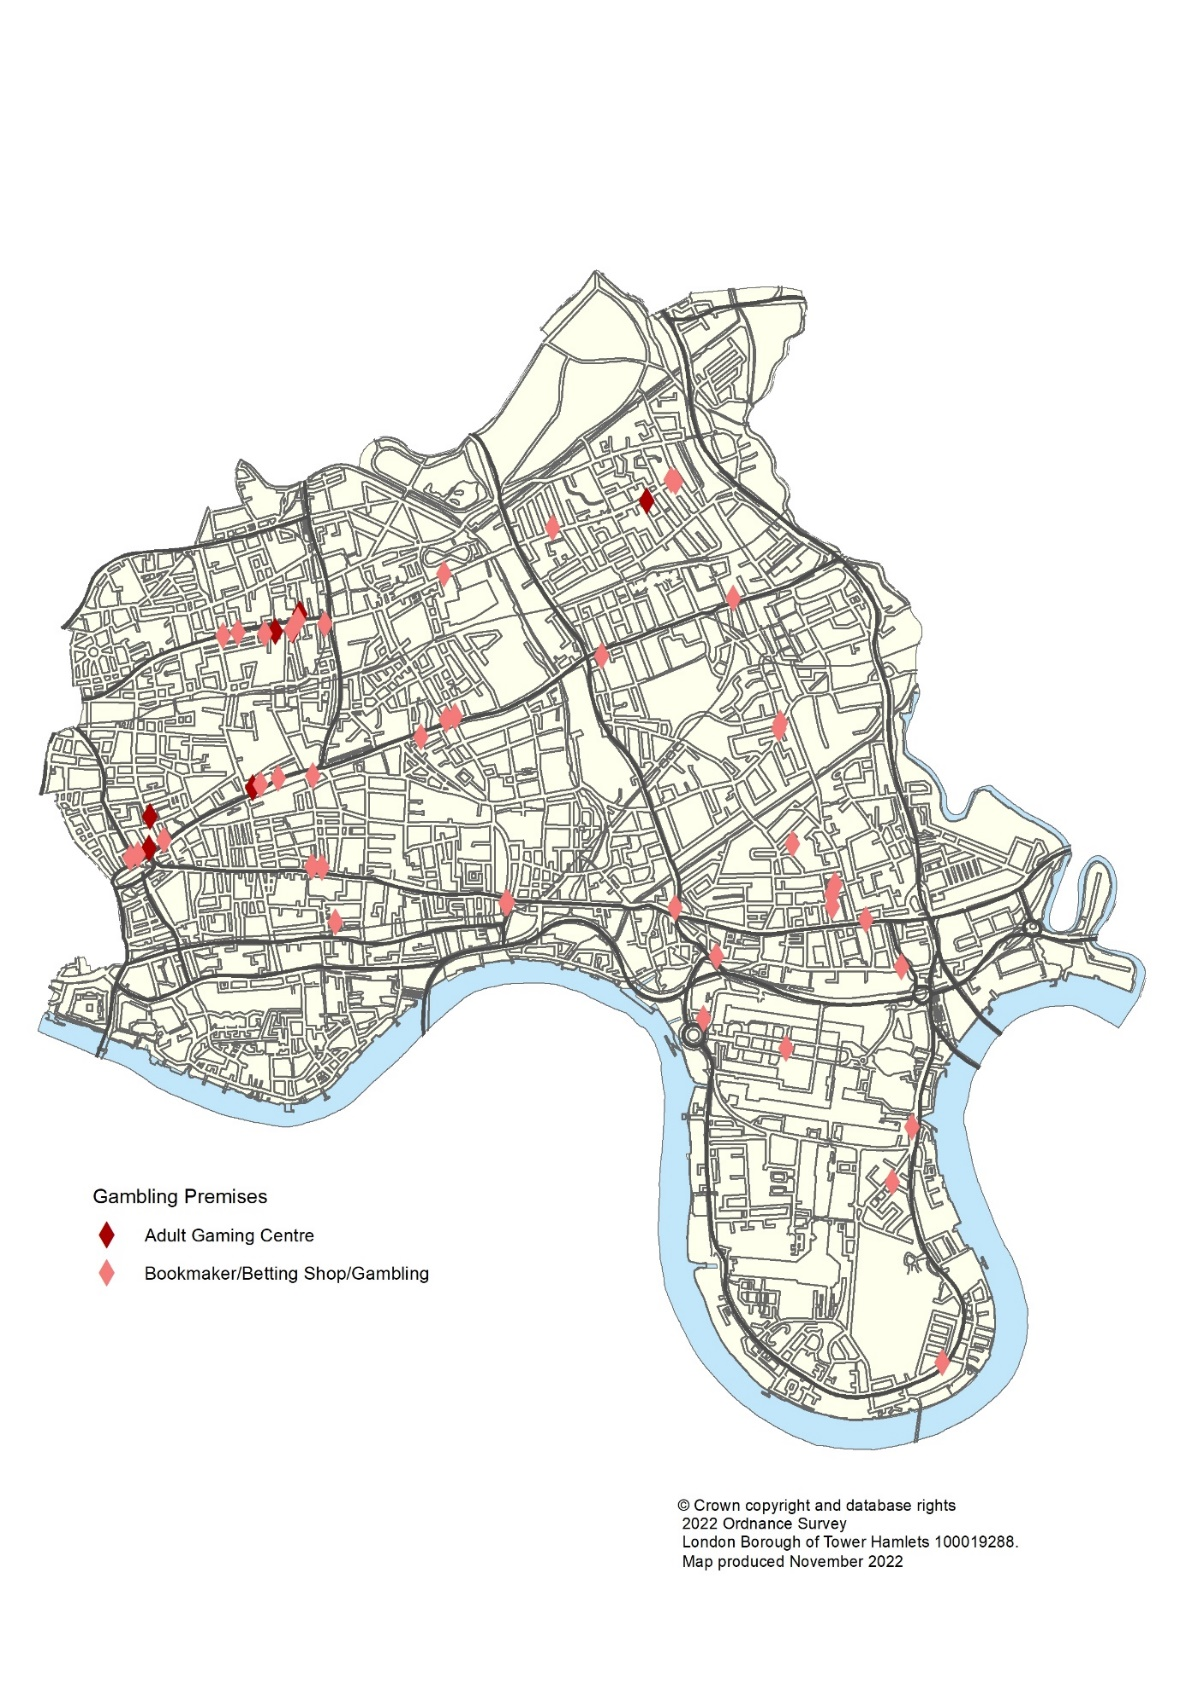 Gambling Premises
Adult Gaming Centre
Bookmaker/Betting Shop/Gambling
© Crown copyright and database rights
2022 Ordnance Survey
London Borough of Tower Hamlets 100019288.
Map produced November 2022